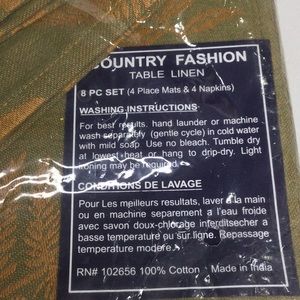 COUNTRY FASHION
TABLE LINEN
8 PC SET (4 Place Mats & 4 Napkins)
WASHING INSTRUCTIONS
For best results, hand launder or machine
wash separately (gentle cycle) in cold water
with mild soap. Use no bleach. Tumble dry
at lowest heat or hang to drip-dry. Light
ironing may be required.
CONDITIONS DE LAVAGE
Pour Les meilleurs resultats, laver a la main
ou en machine separement a l'eau froide
avec savon doux-chlorage interditsecher a
basse temperature ou sur ligne. Repassage
temperature modere.
RN# 102656 100% Cotton Made in India